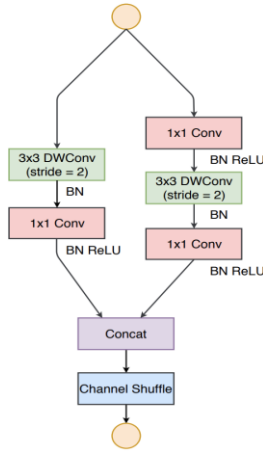 1x1 Conv
BN ReLU
3x3 DWConv
(stride = 2)
BN
1x1 Conv
BN ReLU
3x3 DWConv
(stride = 2)
BN
1x1 Conv
BN ReLU
Concat
Channel Shuffle